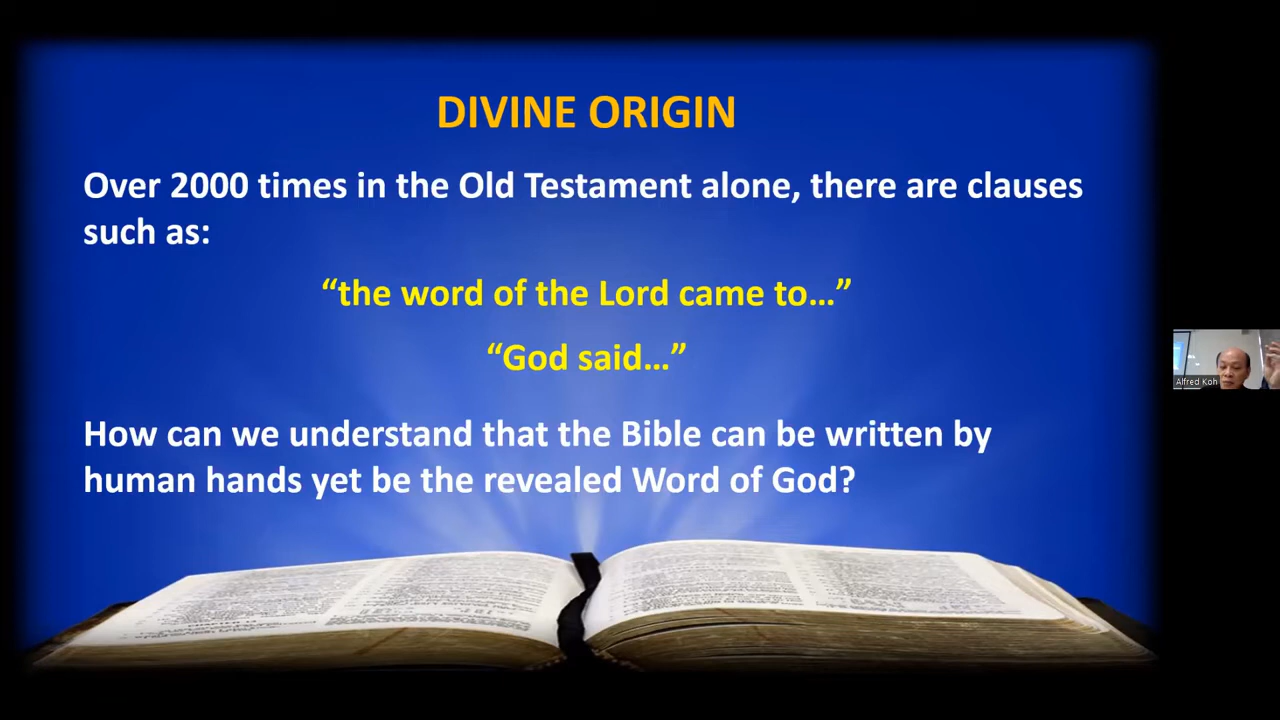 DIVINE ORIGIN
Over 2000 times in the Old Testament alone, there are clauses
such as:
“the word of the Lord came to...”
“God said...”
How can we understand that the Bible can be written by
human hands yet be the revealed Word of God?
Alfred Koh